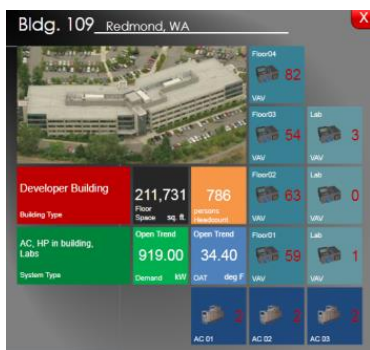 Bldg. 109 Redmond, WA
X
Floor04
82
VAV
Floor03
54
VAV
Lab
3
VAV
Developer Building
Building Type
211,731
Floor
Space sq. ft.
786
persons
Headcount
Floor02
63
VAV
Lab
0
VAV
AC, HP in building,
Labs
System Type
Open Trend
919.00
Demand kW
Open Trend
34.40
OAT deg F
Floor01
59
VAV
Lab
1
VAV
AC 01
AC 02
AC 03